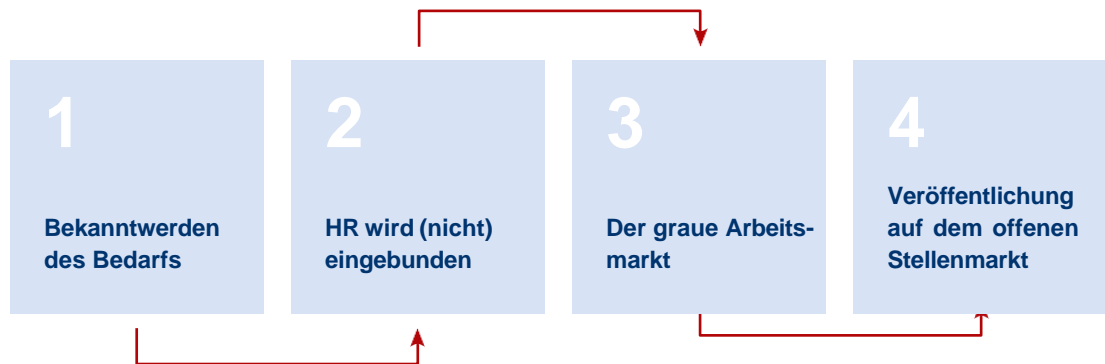 1
Bekanntwerden
des Bedarfs
2
HR wird (nicht)
eingebunden
3
Der graue Arbeits-
markt
4
Veröffentlichung
auf dem offenen
Stellenmarkt